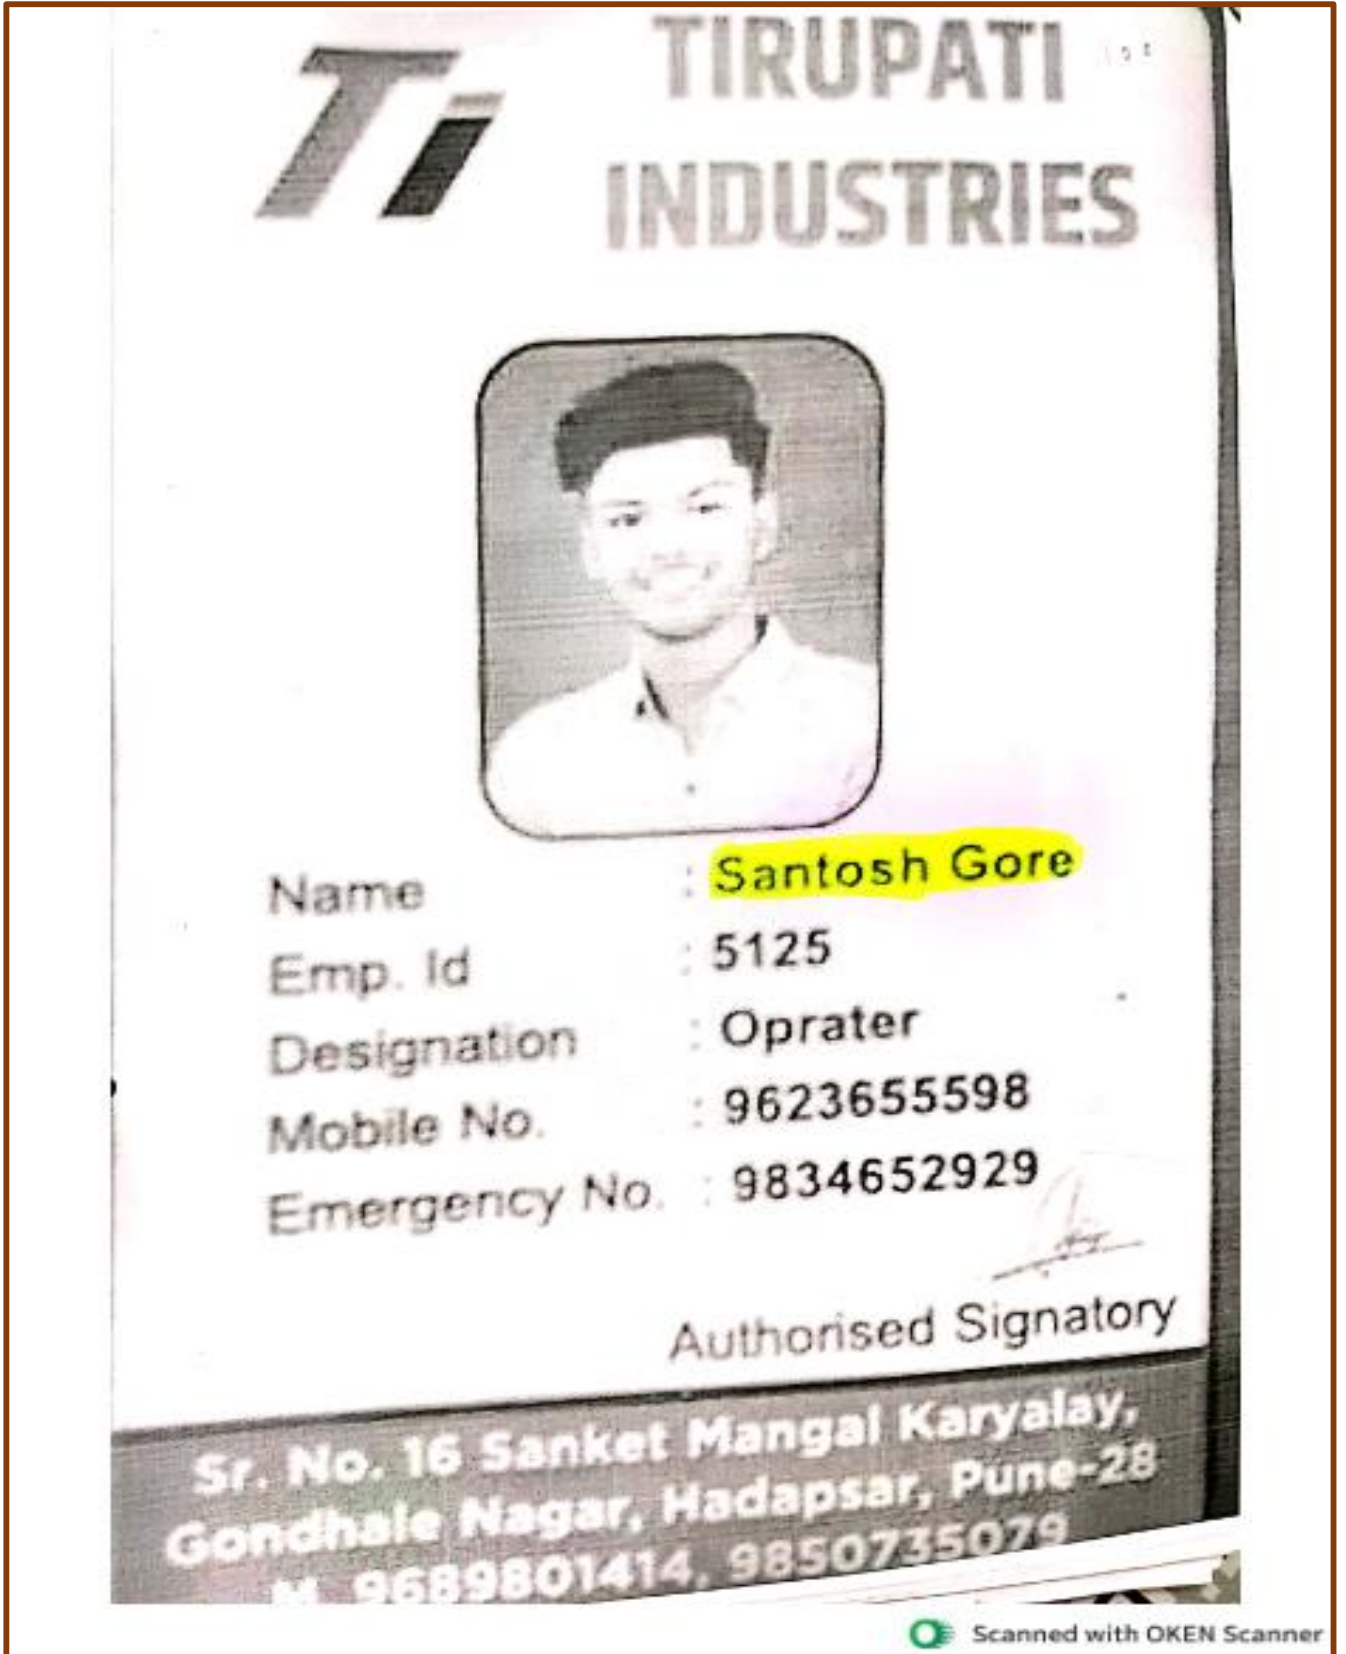 Ti
TIRUPATI
INDUSTRIES
Name : Santosh Gore
Emp. Id : 5125
Designation : Oprater
Mobile No. : 9623655598
Emergency No. : 9834652929
Authorised Signatory
Sr. No. 16 Sanket Mangal Karyalay,
Gondhale Nagar, Hadapsar, Pune-28
M. 9689801414, 9850735079
Scanned with OKEN Scanner